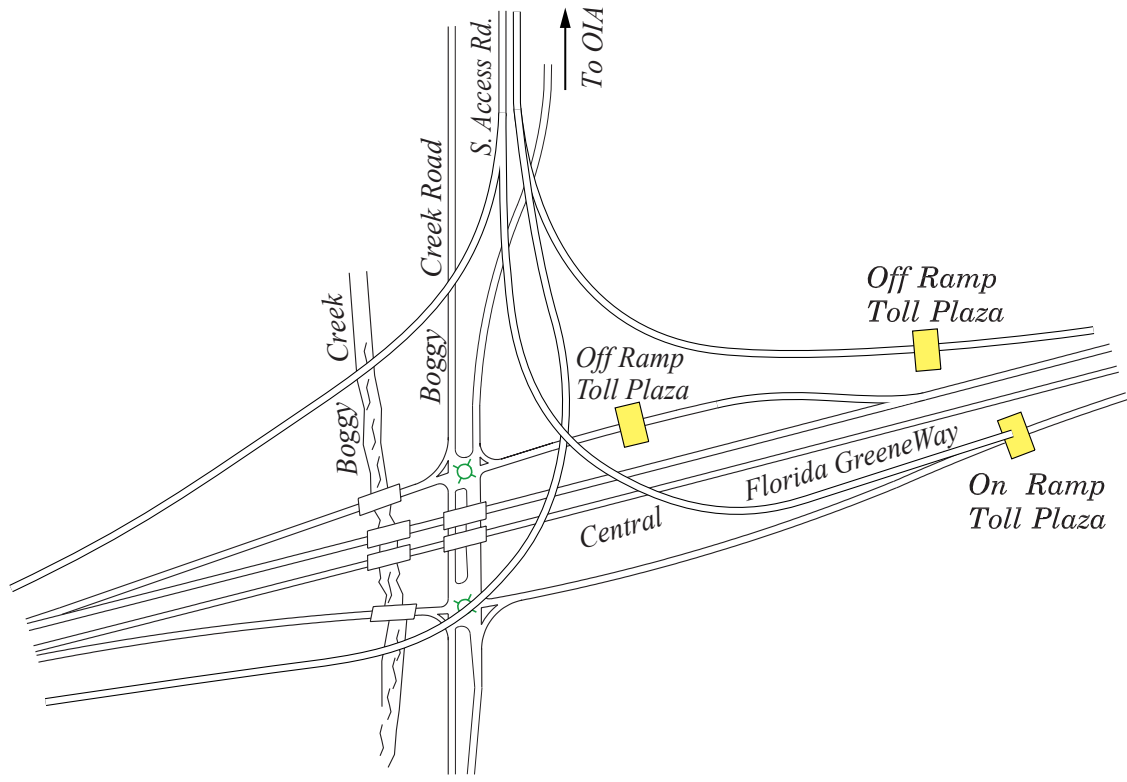 To OIA
S. Access Rd.
Boggy Creek Road
Boggy Creek
Off Ramp
Toll Plaza
Off Ramp
Toll Plaza
Central Florida GreeneWay
On Ramp
Toll Plaza